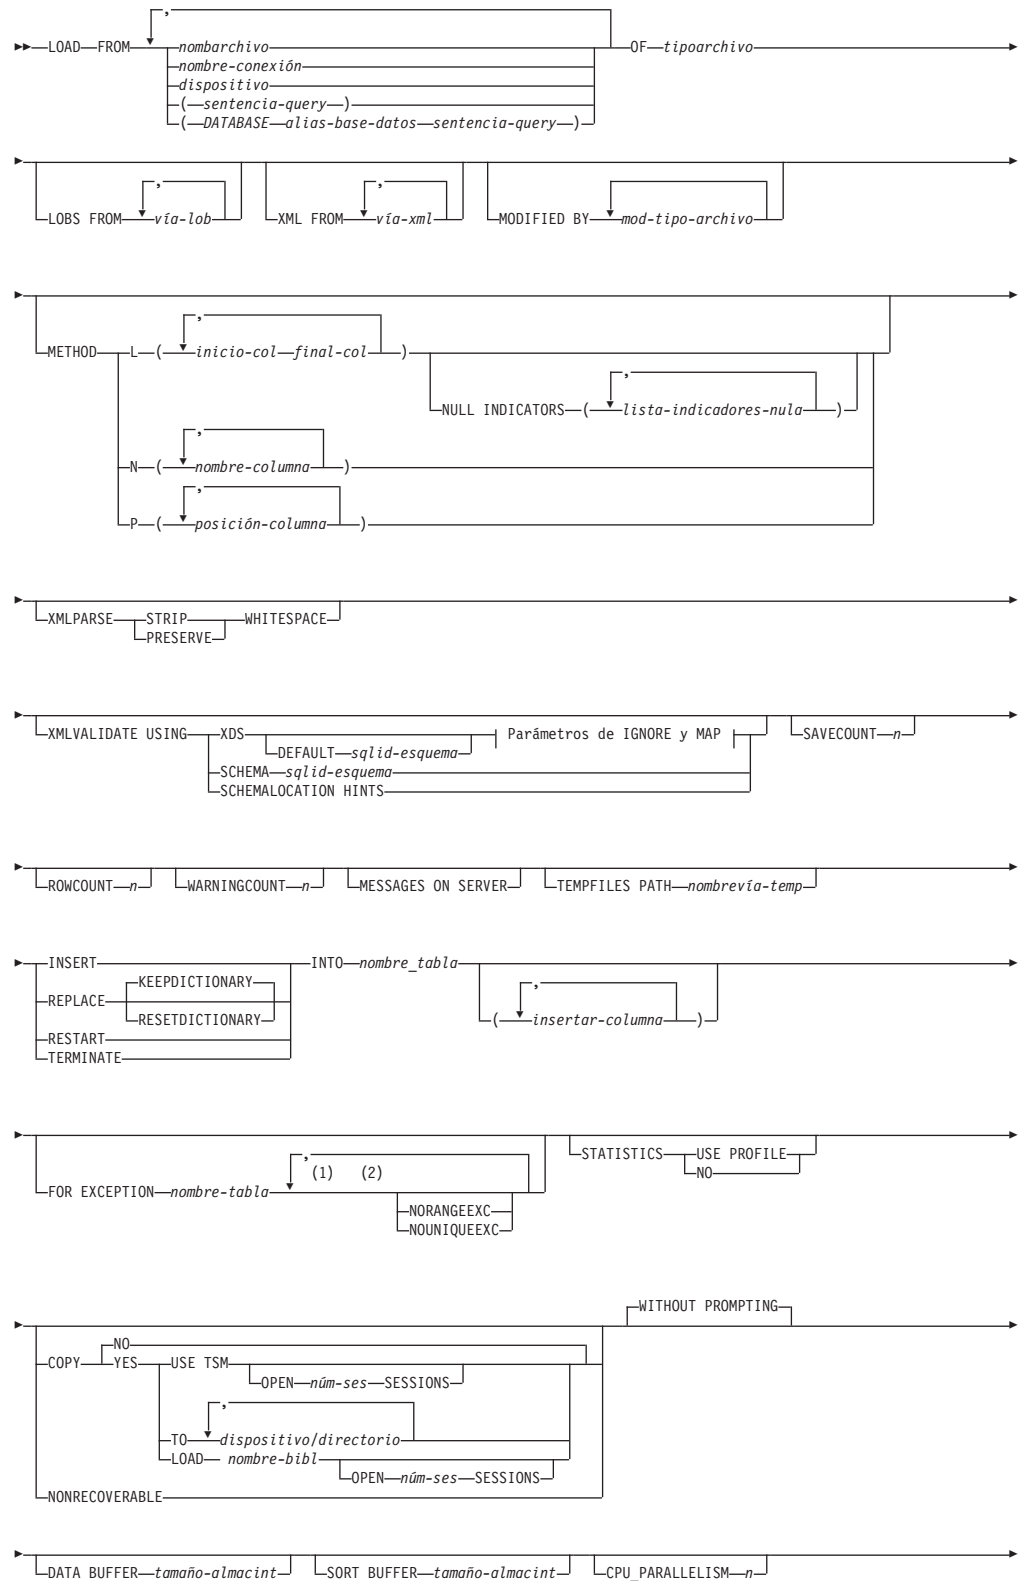 ,
LOAD FROM nombarchivo OF tipoarchivo
nombre-conexión
dispositivo
( sentencia-query )
( DATABASE alias-base-datos sentencia-query )
, ,
LOBS FROM vía-lob XML FROM vía-xml MODIFIED BY mod-tipo-archivo
,
METHOD L ( inicio-col final-col )
,
NULL INDICATORS ( lista-indicadores-nula )
,
N ( nombre-columna )
,
P ( posición-columna )
XMLPARSE STRIP WHITESPACE
PRESERVE
XMLVALIDATE USING XDS Parámetros de IGNORE y MAP SAVECOUNT n
DEFAULT sqlid-esquema
SCHEMA sqlid-esquema
SCHEMALOCATION HINTS
ROWCOUNT n WARNINGCOUNT n MESSAGES ON SERVER TEMPFILES PATH nombrevía-temp
INSERT INTO nombre_tabla
KEEPDICTIONARY ,
REPLACE ( insertar-columna )
RESETDICTIONARY
RESTART
TERMINATE
,
(1) (2) STATISTICS USE PROFILE
NO
FOR EXCEPTION nombre-tabla
NORANGEEXC
NOUNIQUEEXC
WITHOUT PROMPTING
NO
COPY YES USE TSM
OPEN núm-ses SESSIONS
,
TO dispositivo/directorio
LOAD nombre-bibl
OPEN núm-ses SESSIONS
NONRECOVERABLE
DATA BUFFER tamaño-almacint SORT BUFFER tamaño-almacint CPU_PARALLELISM n